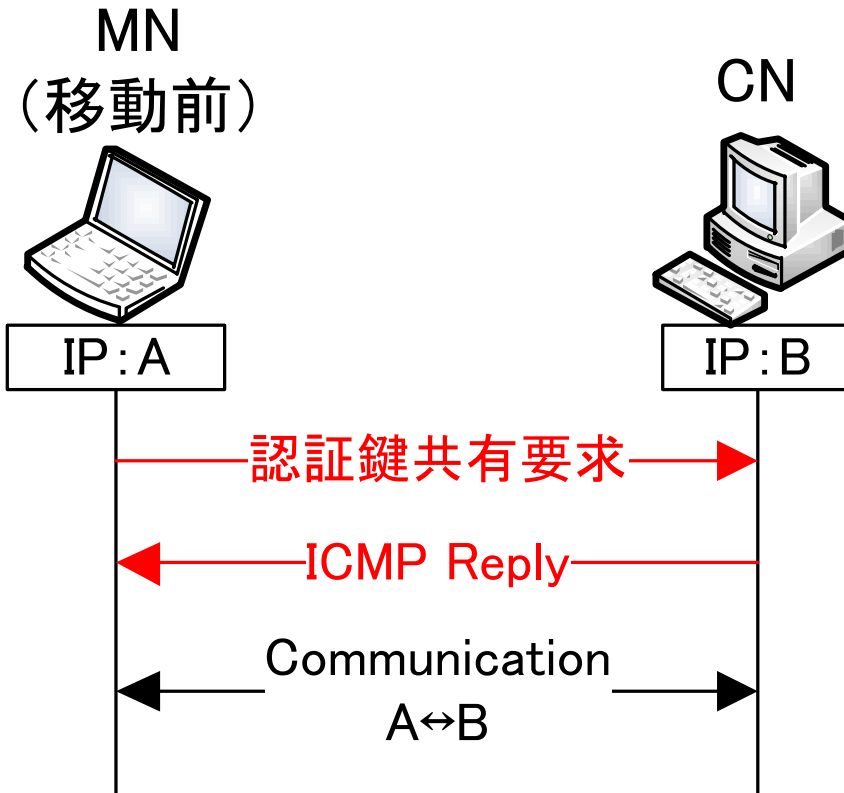 MN
（移動前）
CN
IP：A
IP：B
認証鍵共有要求
ICMP Reply
Communication
A↔B